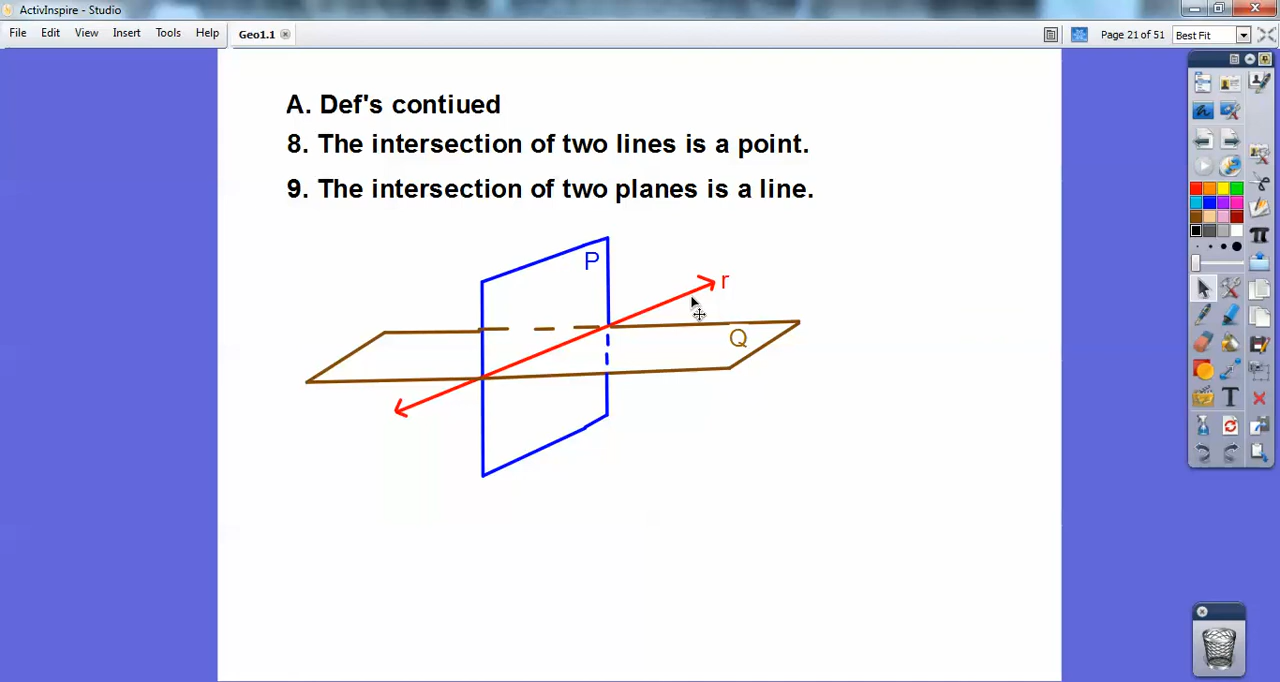 ActivInspire - Studio
File Edit View Insert Tools Help Geo1.1 Page 21 of 51 Best Fit
A. Def's contiued
8. The intersection of two lines is a point.
9. The intersection of two planes is a line.
P
r
Q